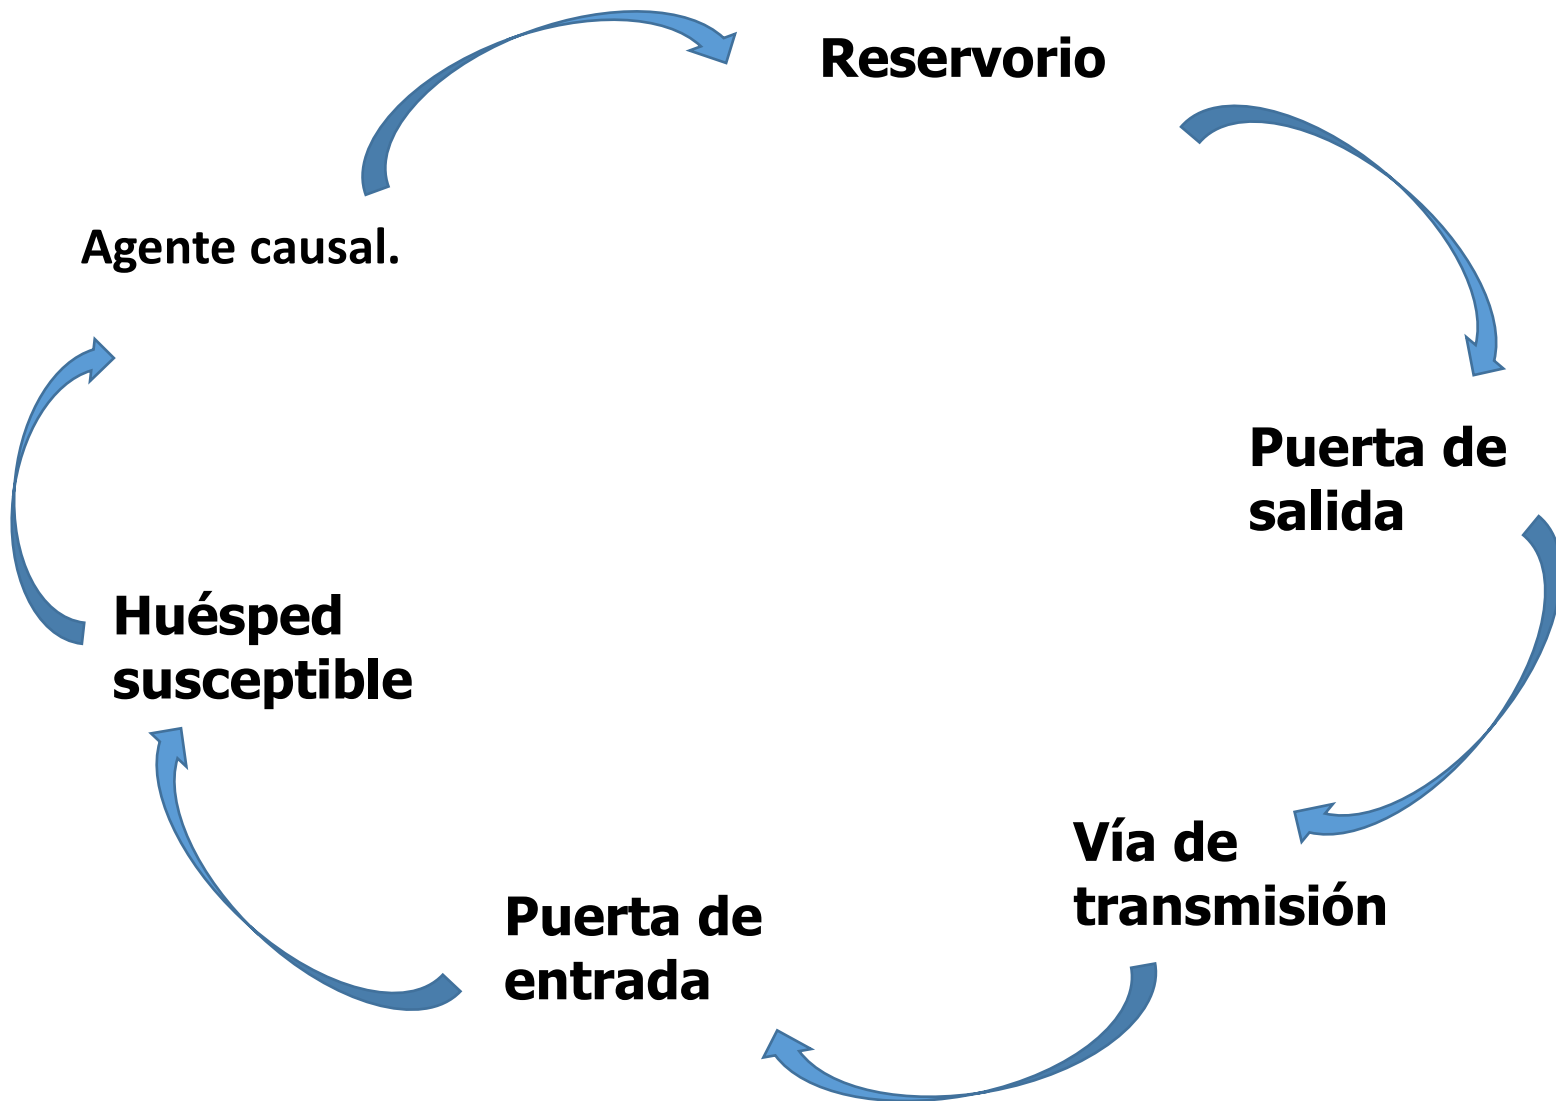 Reservorio
Agente causal.
Puerta de
salida
Huésped
susceptible
Vía de
transmisión
Puerta de
entrada